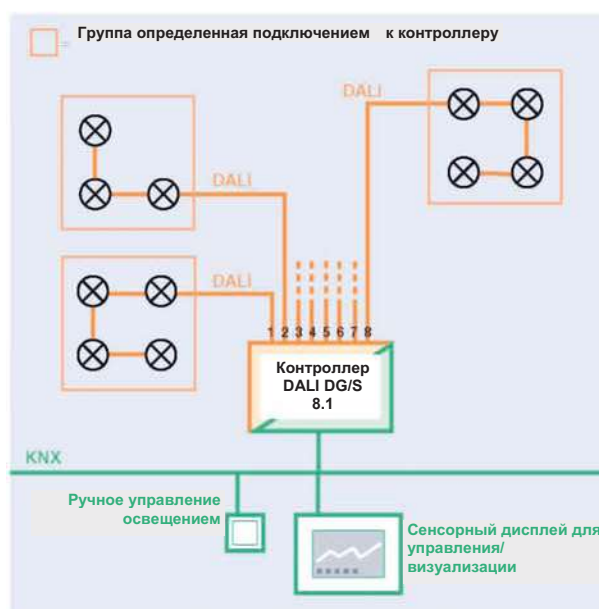 = Группа определенная подключением к контроллеру
DALI
DALI
DALI
1 2 3 4 5 6 7 8
Контроллер
DALI DG/S
8.1
KNX
Ручное управление
освещением
Сенсорный дисплей для
управления/
визуализации